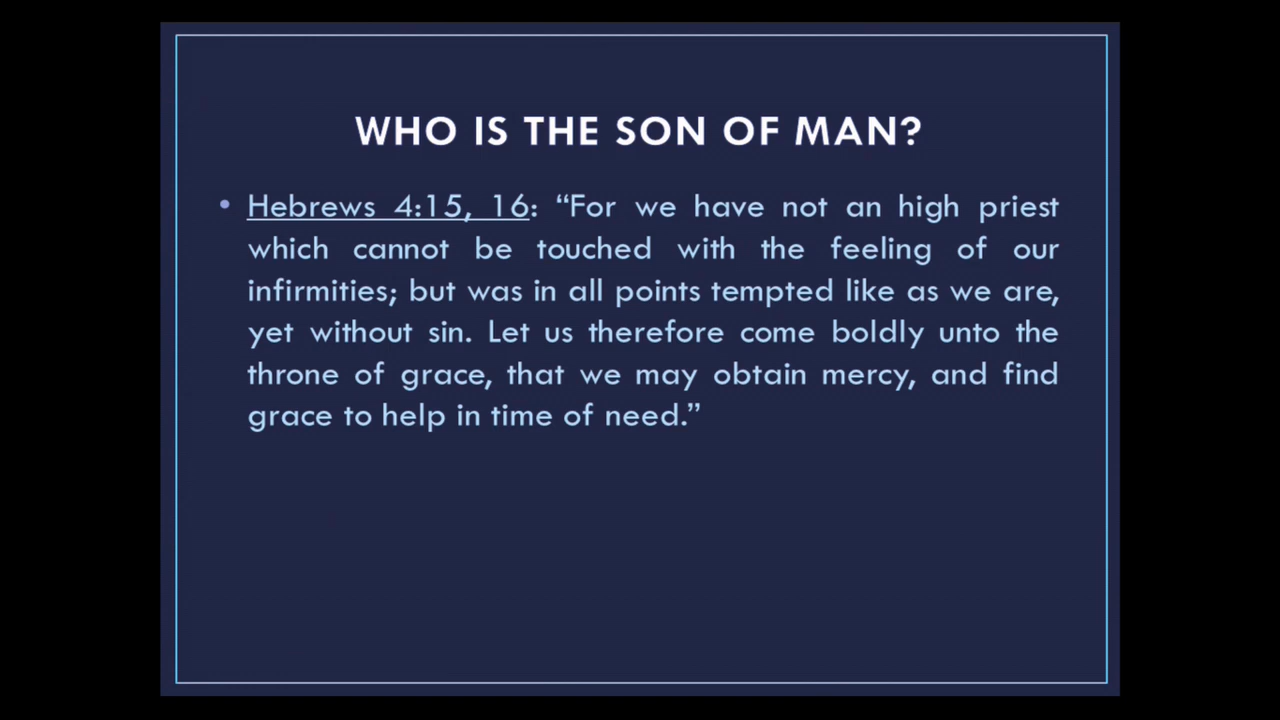 WHO IS THE SON OF MAN?
• Hebrews 4:15, 16: “For we have not an high priest
which cannot be touched with the feeling of our
infirmities; but was in all points tempted like as we are,
yet without sin. Let us therefore come boldly unto the
throne of grace, that we may obtain mercy, and find
grace to help in time of need.”